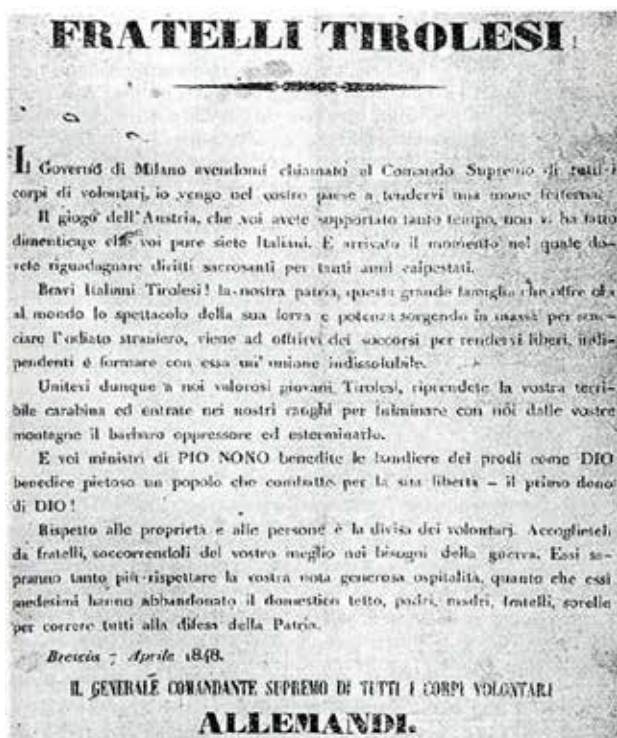 FRATELLI TIROLESI!
Il Governo di Milano avendomi chiamato al Comando Supremo di tutti i
corpi di volontarj, io vengo nel vostro paese a tendervi una mano fraterna.
Il giogo dell'Austria, che voi avete supportato tanto tempo, non vi ha fatto
dimenticare che voi pure siete Italiani. E arrivato il momento nel quale do-
vete riguadagnare diritti sacrosanti per tanti anni calpestati.
Bravi Italiani Tirolesi! la nostra patria, questa grande famiglia che offre ora
al mondo lo spettacolo della sua forza e potenza sorgendo in massa per
ciare l'odiato straniero, viene ad offrirvi dei soccorsi per rendervi liberi, indi-
pendenti e formare con essa un'unione indissolubile.
Unitevi dunque a noi valorosi giovani Tirolesi, riprendete la vostra terri-
bile carabina ed entrate nei nostri ranghi per fulminare con noi dalle vostre
montagne il barbaro oppressore ed esterminarlo.
E voi ministri di PIO NONO benedite le bandiere dei prodi come DIO
benedire pietoso un popolo che combatte per la sua libertà - il primo dono
di DIO!
Rispetto alle proprietà e alle persone è la divisa dei volontarj. Accoglieteli
da fratelli, soccorrendoli del vostro meglio nei bisogni della guerra. Essi sa-
pranno tanto più rispettare la vostra nota generosa ospitalità, quanto che essi
medesimi hanno abbandonato il domestico tetto, padri, madri, fratelli, sorelle
per correre tutti alla difesa della Patria.
Brescia 7 Aprile 1848.
IL GENERALE COMANDANTE SUPREMO DI TUTTI I CORPI VOLONTARI
ALLEMANDI.